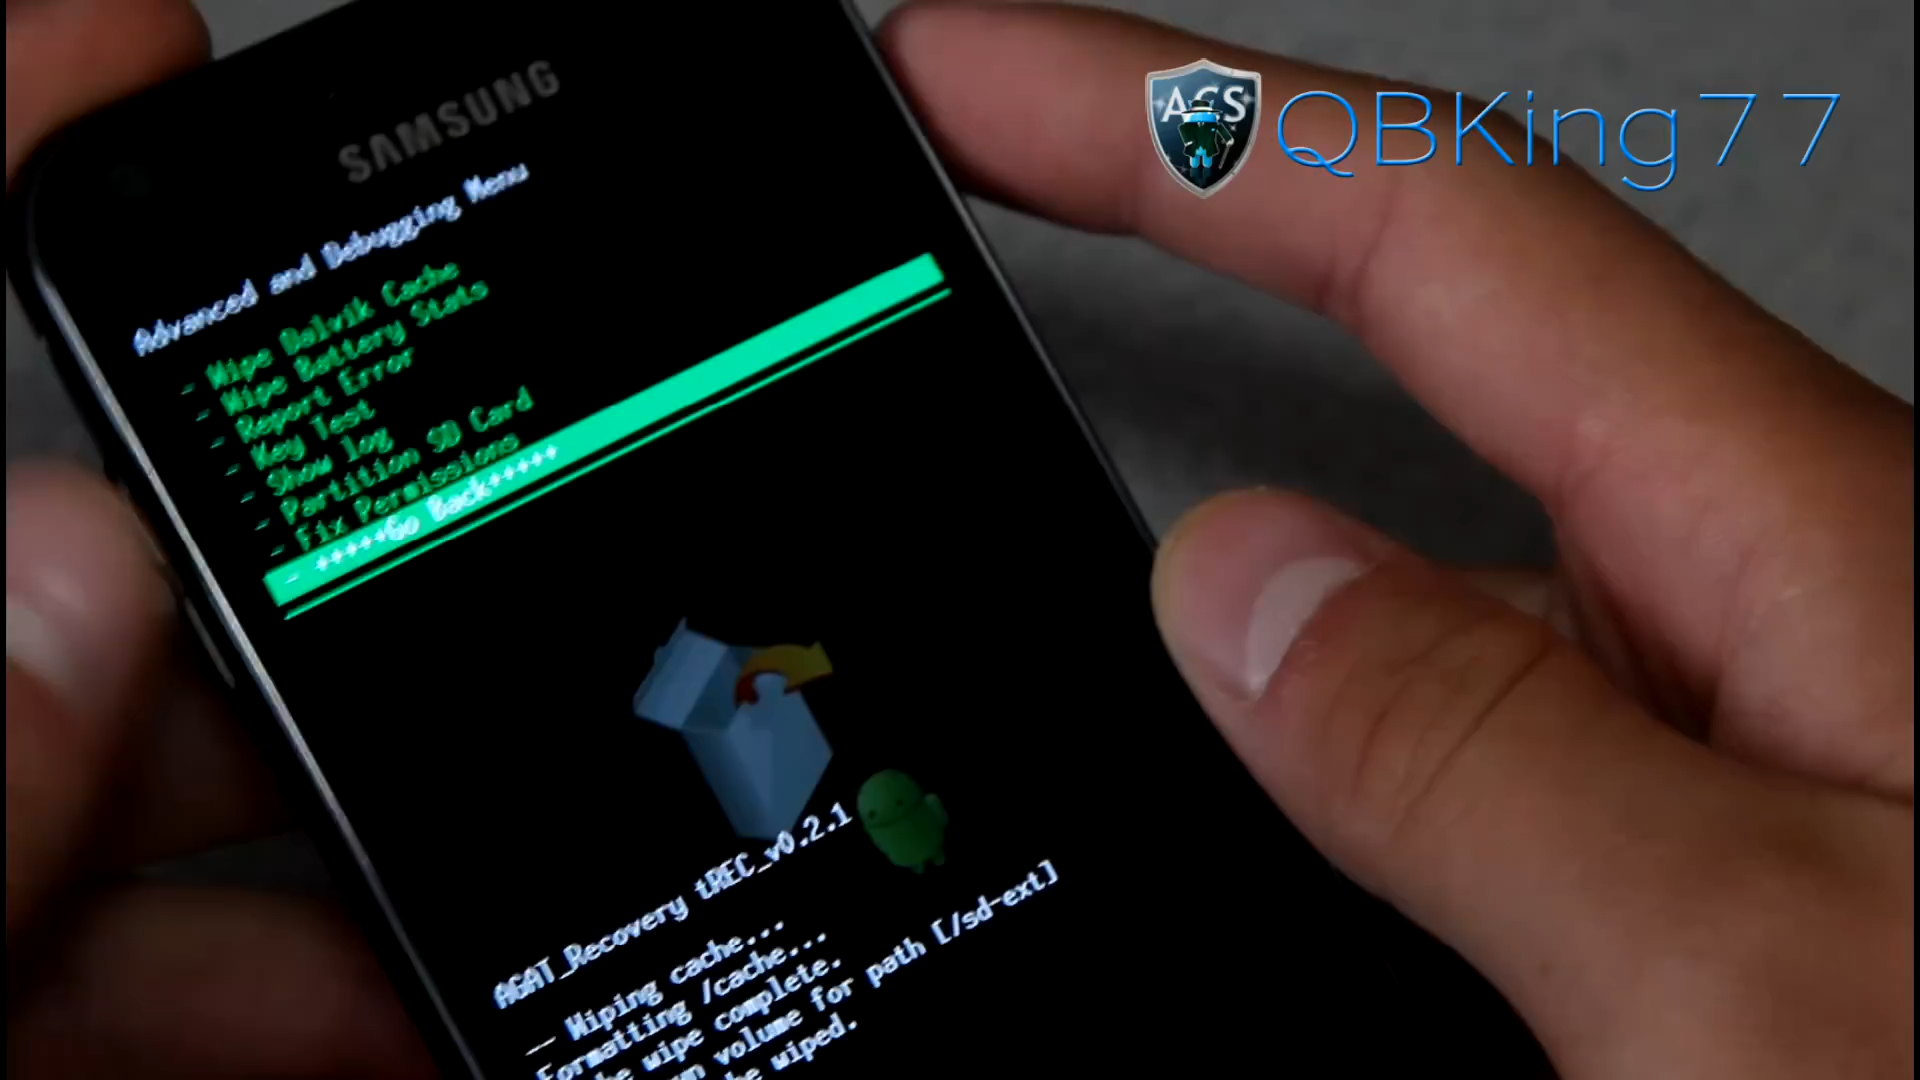 ACS
QBKing77
SAMSUNG
Advanced and Debugging Menu
- Wipe Dalvik Cache
- Wipe Battery Stats
- Report Error
- Key Test
- Show log
- Partition SD Card
- Fix Permissions
- +++++Go Back+++++
AGAT_Recovery tREC_v0.2.1
-- Wiping cache...
Formatting /cache...
wipe complete.
volume for path [/sd-ext]
wiped.